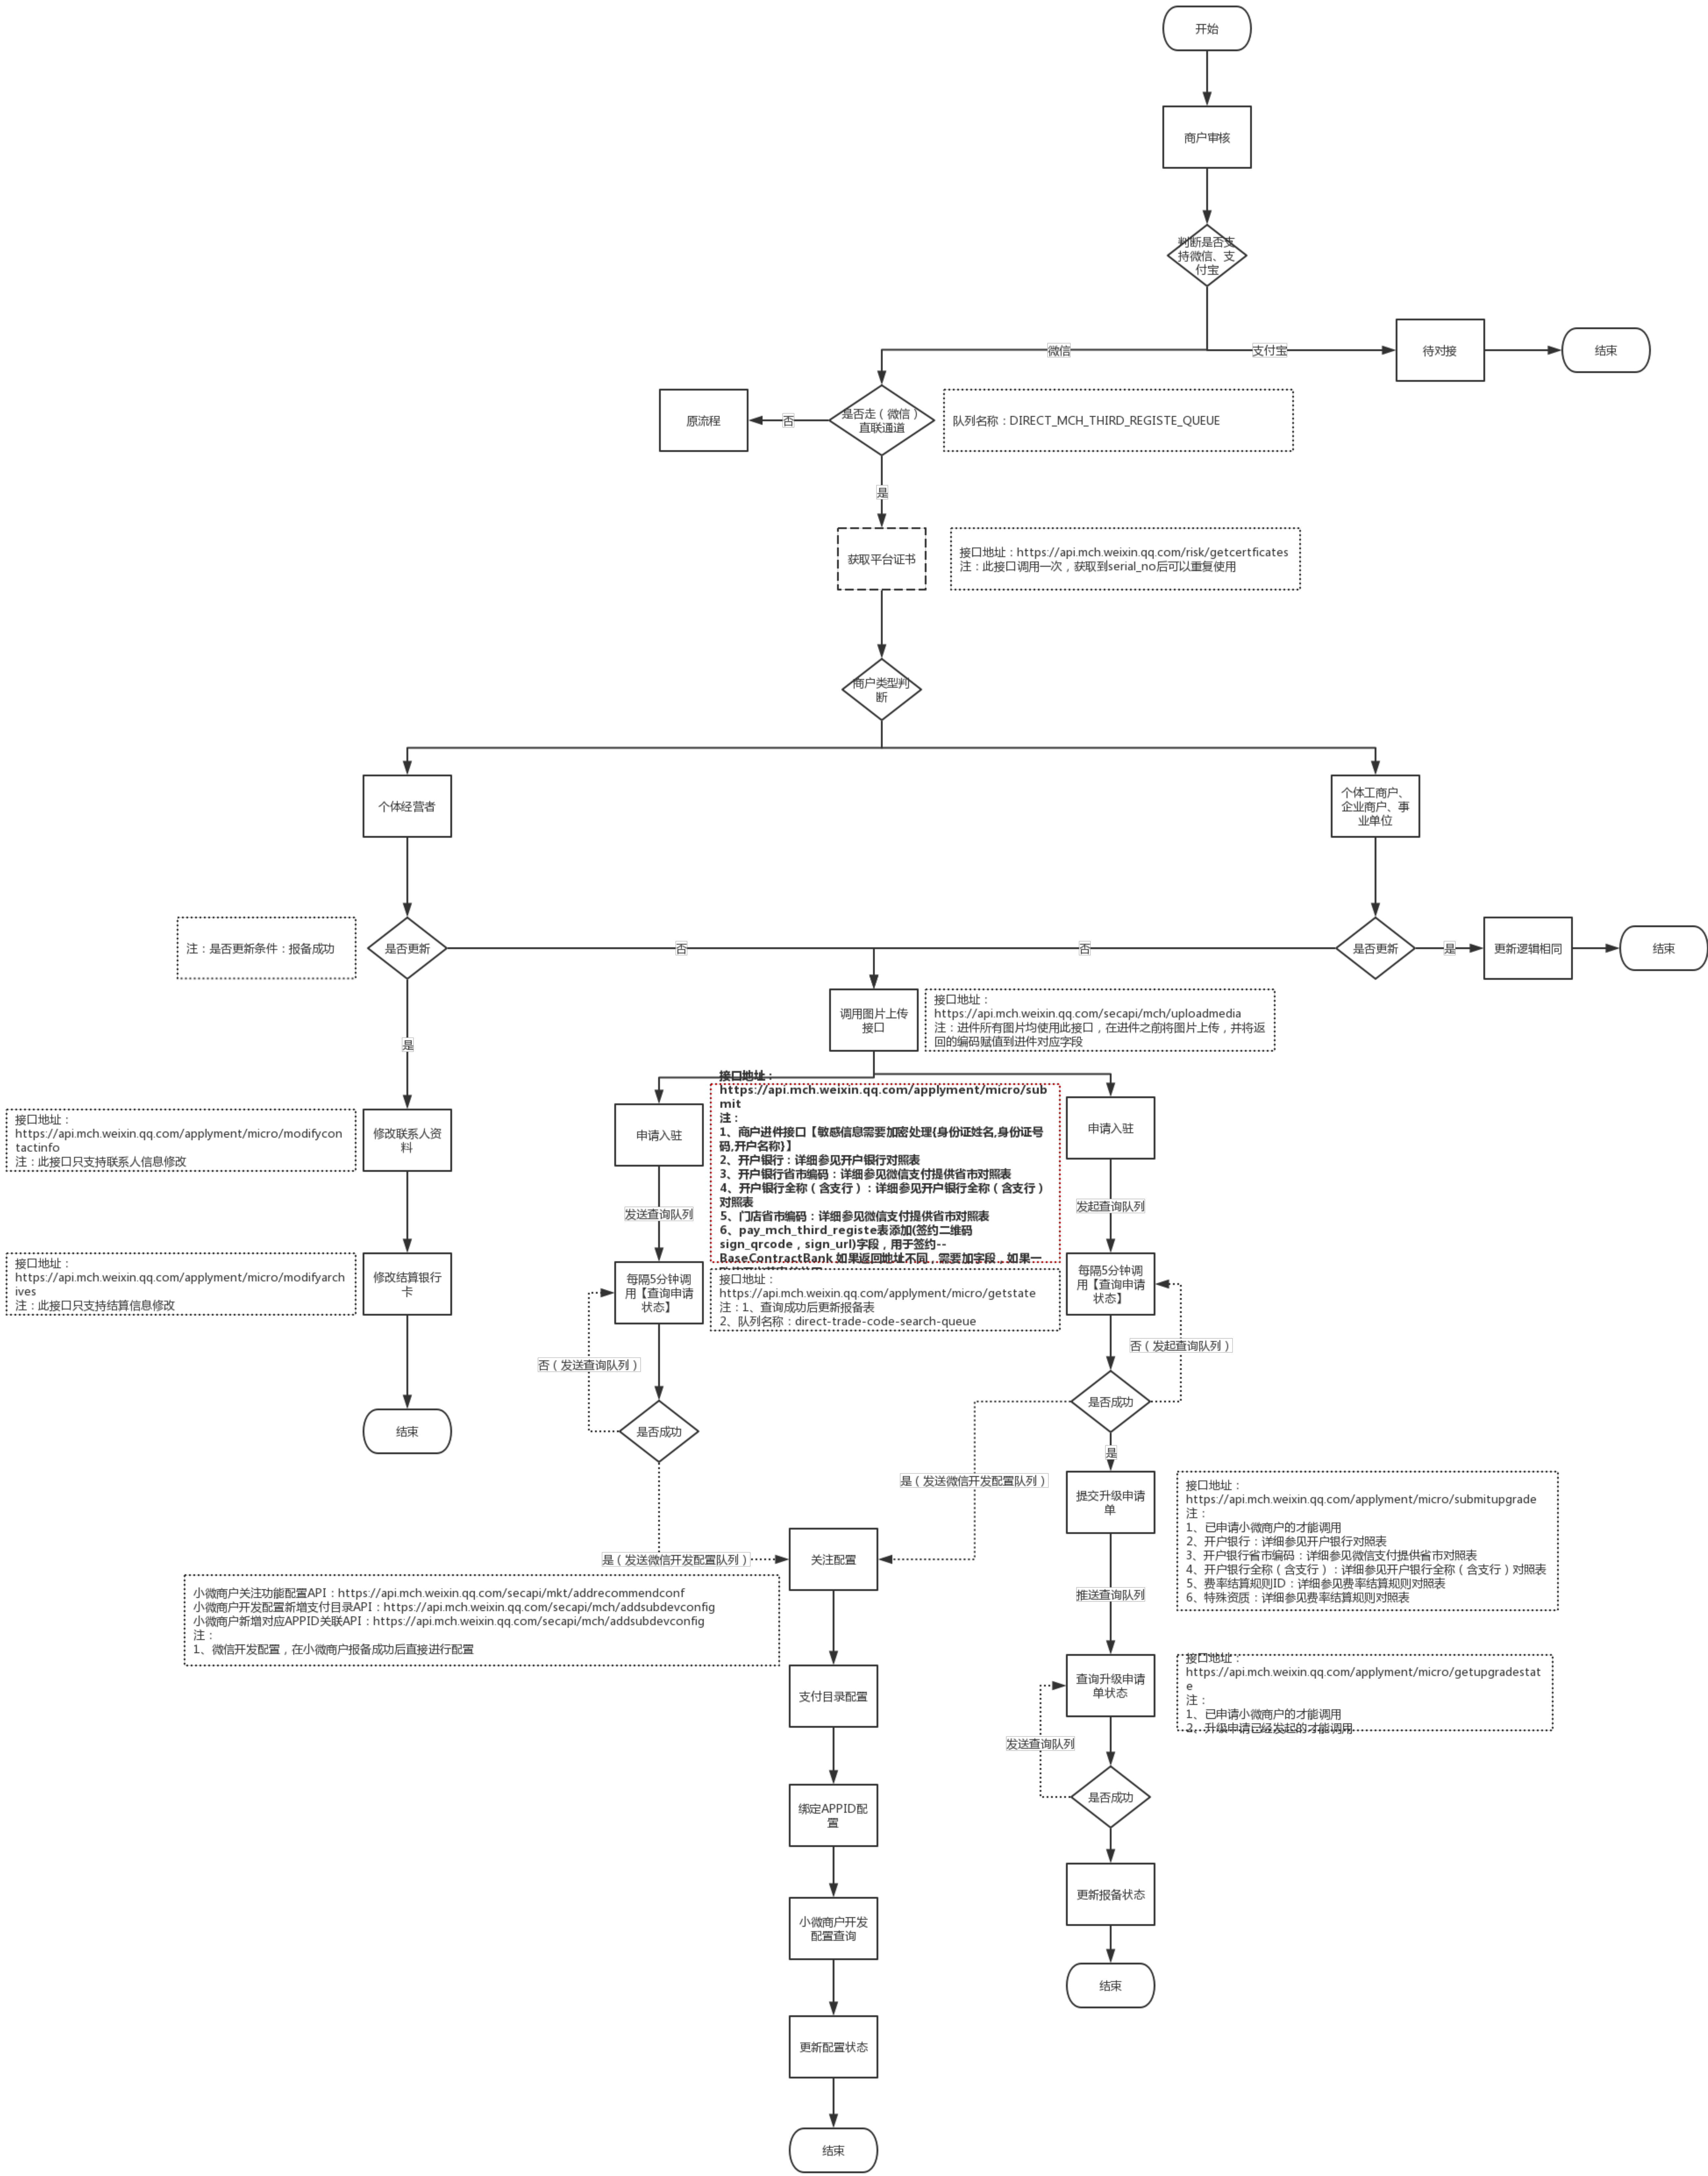 开始
商户审核
判断是否支
持微信、支
付宝
微信
支付宝
待对接
结束
原流程
否
是否走（微信）
直联通道
队列名称：DIRECT_MCH_THIRD_REGISTE_QUEUE
是
获取平台证书
接口地址：https://api.mch.weixin.qq.com/risk/getcertficates
注：此接口调用一次，获取到serial_no后可以重复使用
商户类型判
断
个体经营者
个体工商户、
企业商户、事
业单位
注：是否更新条件：报备成功
是否更新
否
否
是否更新
是
更新逻辑相同
结束
调用图片上传
接口
接口地址：
https://api.mch.weixin.qq.com/secapi/mch/uploadmedia
注：进件所有图片均使用此接口，在进件之前将图片上传，并将返
回的编码赋值到进件对应字段
是
接口地址：
https://api.mch.weixin.qq.com/applyment/micro/modifycon
tactinfo
注：此接口只支持联系人信息修改
修改联系人资
料
申请入驻
接口地址：
https://api.mch.weixin.qq.com/applyment/micro/sub
mit
注：
1、商户进件接口【敏感信息需要加密处理{身份证姓名,身份证号
码,开户名称}】
2、开户银行：详细参见开户银行对照表
3、开户银行省市编码：详细参见微信支付提供省市对照表
4、开户银行全称（含支行）：详细参见开户银行全称（含支行）
对照表
5、门店省市编码：详细参见微信支付提供省市对照表
6、pay_mch_third_registe表添加(签约二维码
sign_qrcode，sign_url)字段，用于签约--
BaseContractBank 如果返回地址不同，需要加字段，如果一
申请入驻
发送查询队列
发起查询队列
接口地址：
https://api.mch.weixin.qq.com/applyment/micro/modifyarch
ives
注：此接口只支持结算信息修改
修改结算银行
卡
每隔5分钟调
用【查询申请
状态】
接口地址：
https://api.mch.weixin.qq.com/applyment/micro/getstate
注：1、查询成功后更新报备表
2、队列名称：direct-trade-code-search-queue
每隔5分钟调
用【查询申请
状态】
否（发送查询队列）
否（发起查询队列）
结束
是否成功
是否成功
是
是（发送微信开发配置队列）
提交升级申请
单
接口地址：
https://api.mch.weixin.qq.com/applyment/micro/submitupgrade
注：
1、已申请小微商户的才能调用
2、开户银行：详细参见开户银行对照表
3、开户银行省市编码：详细参见微信支付提供省市对照表
4、开户银行全称（含支行）：详细参见开户银行全称（含支行）对照表
5、费率结算规则ID：详细参见费率结算规则对照表
6、特殊资质：详细参见费率结算规则对照表
是（发送微信开发配置队列）
关注配置
小微商户关注功能配置API：https://api.mch.weixin.qq.com/secapi/mkt/addrecommendconf
小微商户开发配置新增支付目录API：https://api.mch.weixin.qq.com/secapi/mch/addsubdevconfig
小微商户新增对应APPID关联API：https://api.mch.weixin.qq.com/secapi/mch/addsubdevconfig
注：
1、微信开发配置，在小微商户报备成功后直接进行配置
推送查询队列
支付目录配置
查询升级申请
单状态
接口地址：
https://api.mch.weixin.qq.com/applyment/micro/getupgradestat
e
注：
1、已申请小微商户的才能调用
2、升级申请已经发起的才能调用
发送查询队列
是否成功
绑定APPID配
置
更新报备状态
小微商户开发
配置查询
结束
更新配置状态
结束